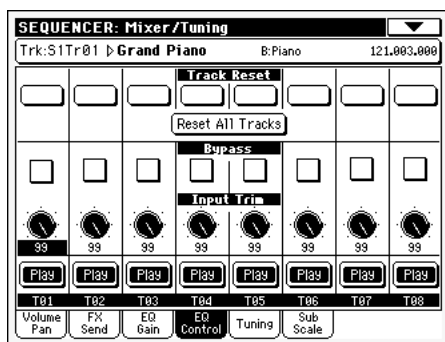 SEQUENCER: Mixer/Tuning
Trk:S1Tr01 ▷Grand Piano B:Piano 121.003.000
Track Reset
Reset All Tracks
Bypass
Input Trim
99 99 99 99 99 99 99 99
Play Play Play Play Play Play Play Play
T01 T02 T03 T04 T05 T06 T07 T08
Volume Pan FX Send EQ Gain EQ Control Tuning Sub Scale